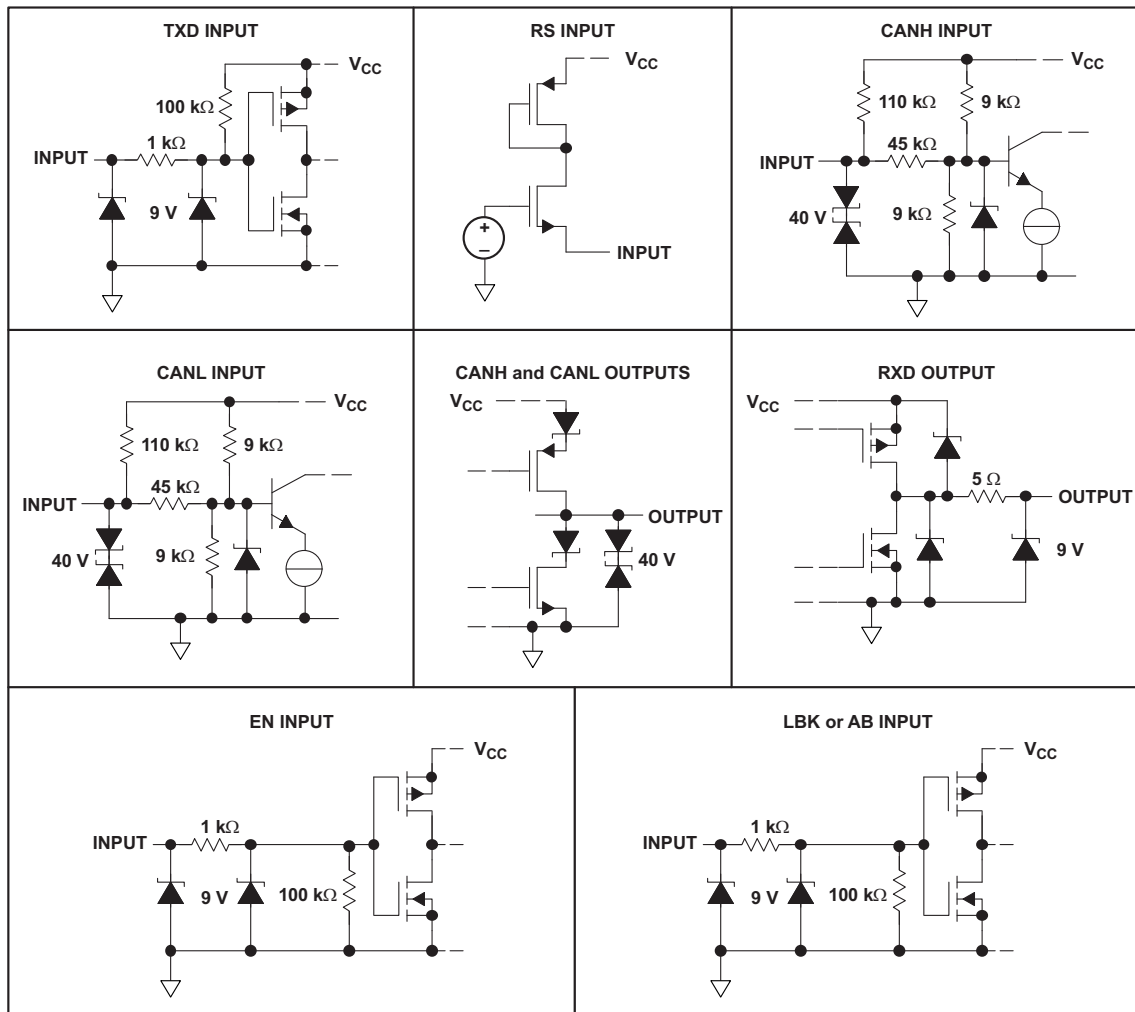 TXD INPUT
V_CC
100 kΩ
1 kΩ
INPUT
9 V
RS INPUT
V_CC
+
−
INPUT
CANH INPUT
V_CC
110 kΩ
9 kΩ
45 kΩ
INPUT
9 kΩ
40 V
CANL INPUT
V_CC
110 kΩ
9 kΩ
45 kΩ
INPUT
9 kΩ
40 V
CANH and CANL OUTPUTS
V_CC
OUTPUT
40 V
RXD OUTPUT
V_CC
5 Ω
OUTPUT
9 V
EN INPUT
V_CC
1 kΩ
INPUT
9 V
100 kΩ
LBK or AB INPUT
V_CC
1 kΩ
INPUT
9 V
100 kΩ